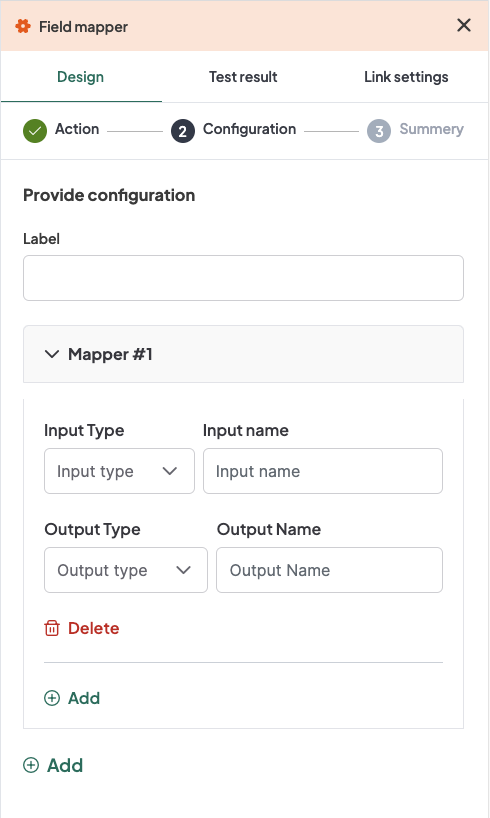 Field mapper
Design Test result Link settings
Action 2 Configuration 3 Summery
Provide configuration
Label
Mapper #1
Input Type Input name
Input type Input name
Output Type Output Name
Output type Output Name
Delete
Add
Add